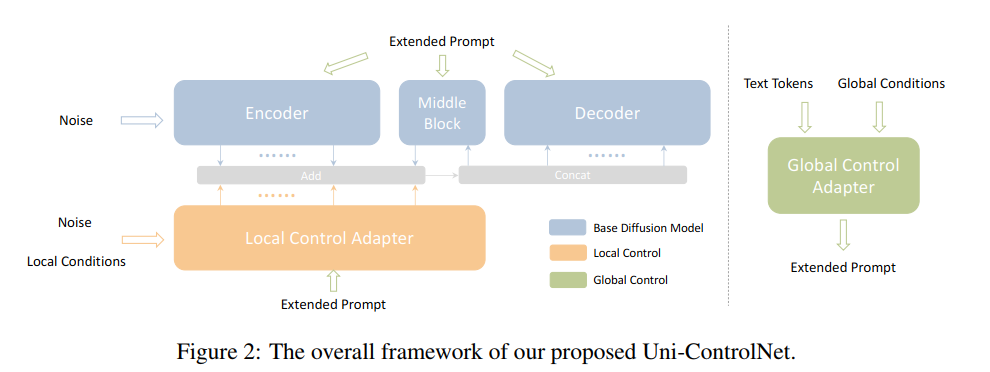 Extended Prompt
Noise
Encoder
Middle
Block
Decoder
Add
Concat
Noise
Local Conditions
Local Control Adapter
Extended Prompt
Base Diffusion Model
Local Control
Global Control
Text Tokens
Global Conditions
Global Control
Adapter
Extended Prompt
Figure 2: The overall framework of our proposed Uni-ControlNet.